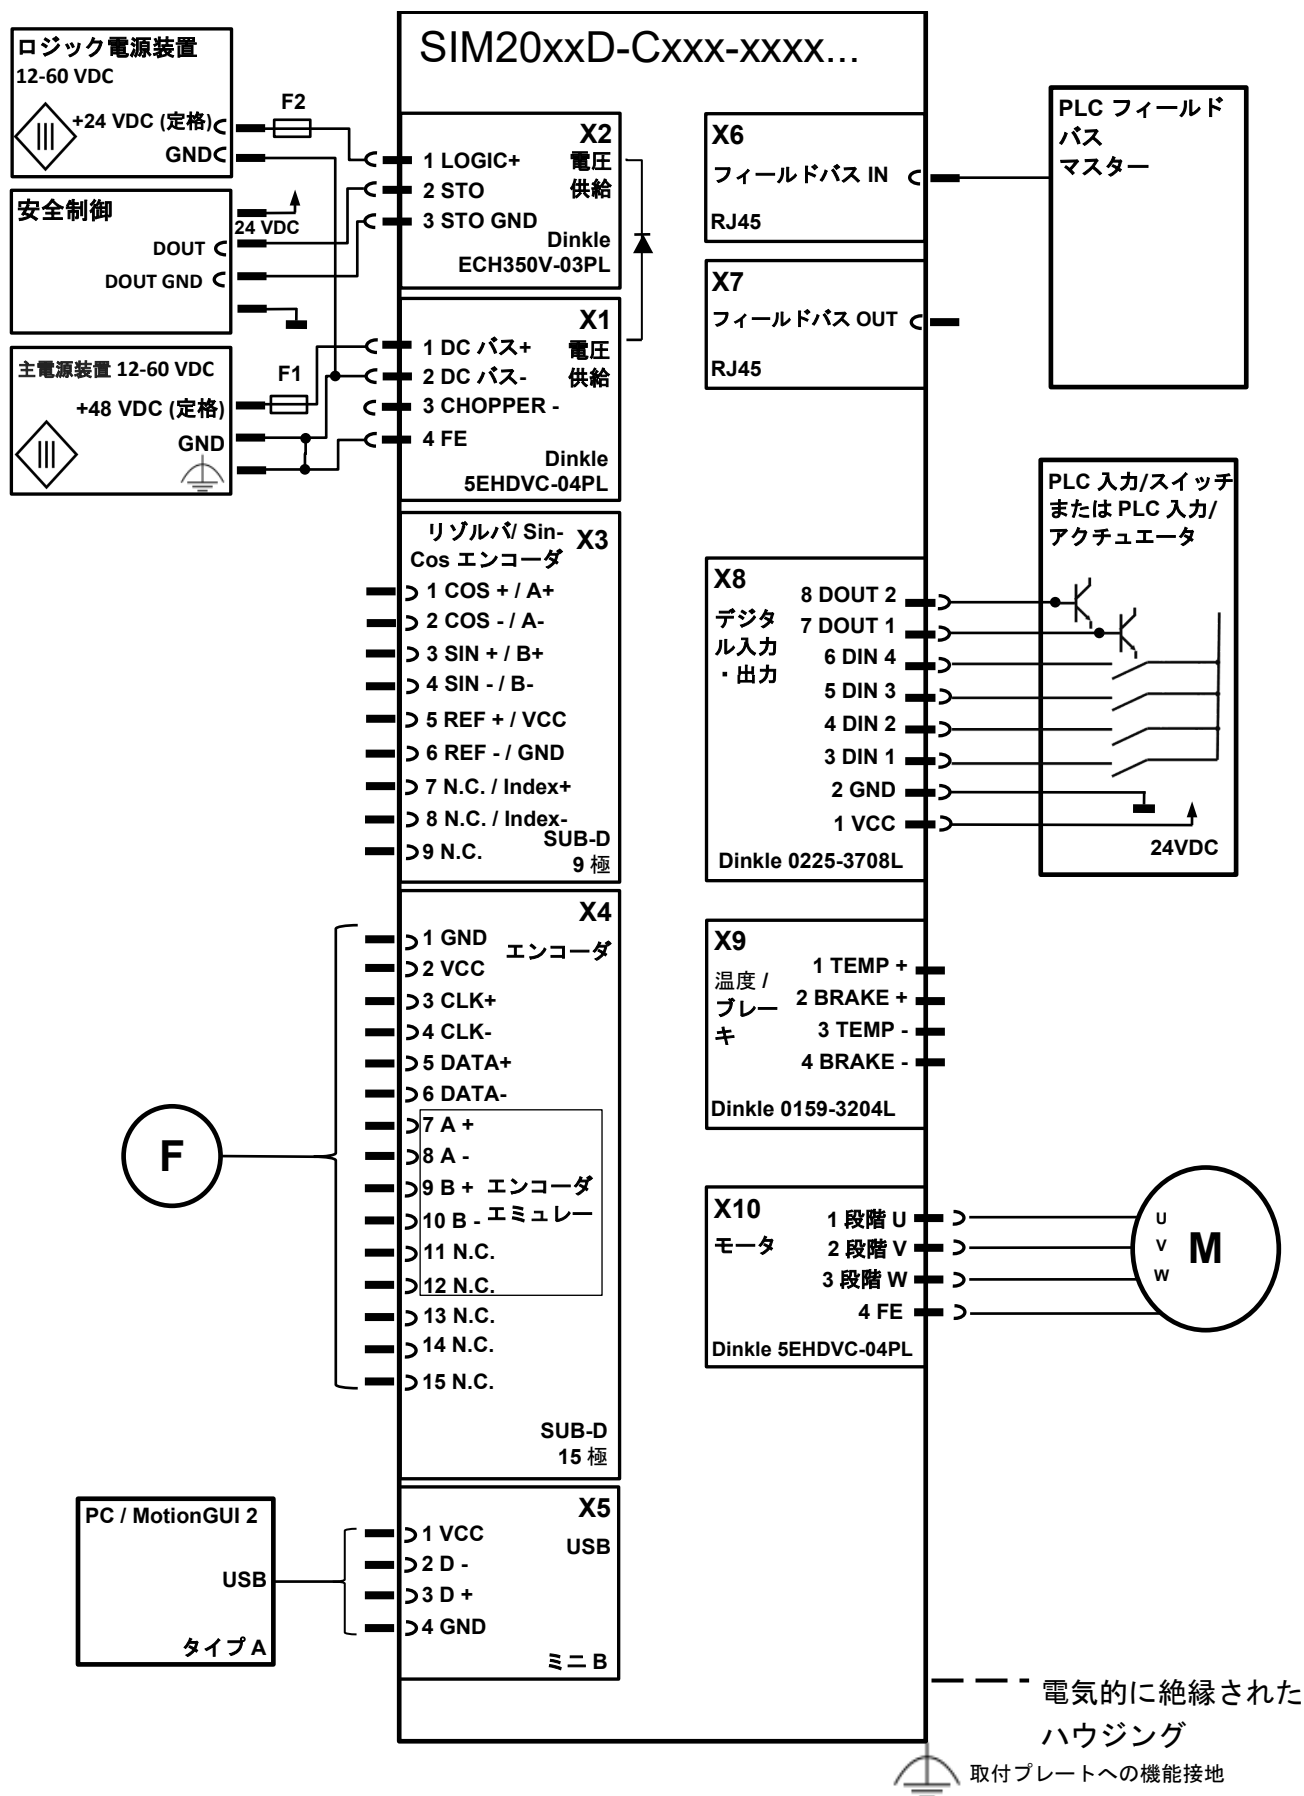 SIM20xxD-Cxxx-xxxx...
ロジック電源装置
12-60 VDC
+24 VDC (定格)
GND
F2
安全制御
24 VDC
DOUT
DOUT GND
主電源装置 12-60 VDC
+48 VDC (定格)
GND
F1
X2
電圧
供給
1 LOGIC+
2 STO
3 STO GND
Dinkle
ECH350V-03PL
X1
電圧
供給
1 DC バス+
2 DC バス-
3 CHOPPER -
4 FE
Dinkle
5EHDVC-04PL
リゾルバ/ Sin-
Cos エンコーダ
X3
1 COS + / A+
2 COS - / A-
3 SIN + / B+
4 SIN - / B-
5 REF + / VCC
6 REF - / GND
7 N.C. / Index+
8 N.C. / Index-
9 N.C.
SUB-D
9 極
X4
エンコーダ
1 GND
2 VCC
3 CLK+
4 CLK-
5 DATA+
6 DATA-
7 A +
8 A -
9 B +
10 B -
エンコーダ
エミュレー
11 N.C.
12 N.C.
13 N.C.
14 N.C.
15 N.C.
SUB-D
15 極
F
PC / MotionGUI 2
USB
タイプ A
X5
USB
1 VCC
2 D -
3 D +
4 GND
ミニ B
X6
フィールドバス IN
RJ45
X7
フィールドバス OUT
RJ45
PLC フィールド
バス
マスター
X8
デジタ
ル入力
・出力
8 DOUT 2
7 DOUT 1
6 DIN 4
5 DIN 3
4 DIN 2
3 DIN 1
2 GND
1 VCC
Dinkle 0225-3708L
PLC 入力/スイッチ
または PLC 入力/
アクチュエータ
24VDC
X9
温度 /
ブレー
キ
1 TEMP +
2 BRAKE +
3 TEMP -
4 BRAKE -
Dinkle 0159-3204L
X10
モータ
1 段階 U
2 段階 V
3 段階 W
4 FE
Dinkle 5EHDVC-04PL
U
V
W
M
電気的に絶縁された
ハウジング
取付プレートへの機能接地